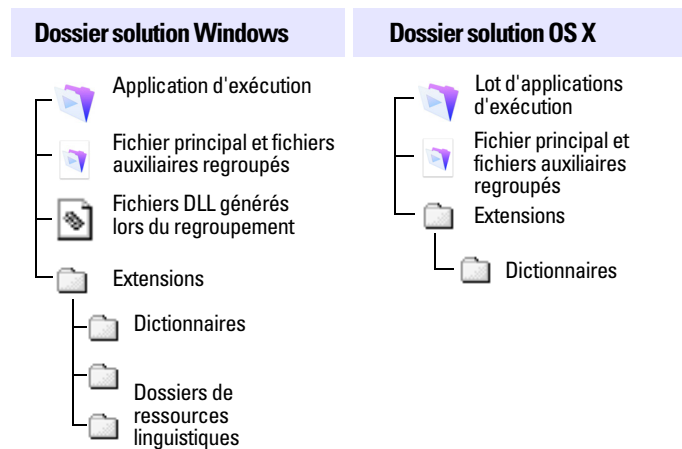 Dossier solution Windows
Application d'exécution
Fichier principal et fichiers
auxiliaires regroupés
Fichiers DLL générés
lors du regroupement
Extensions
Dictionnaires
Dossiers de
ressources
linguistiques
Dossier solution OS X
Lot d'applications
d'exécution
Fichier principal et
fichiers auxiliaires
regroupés
Extensions
Dictionnaires